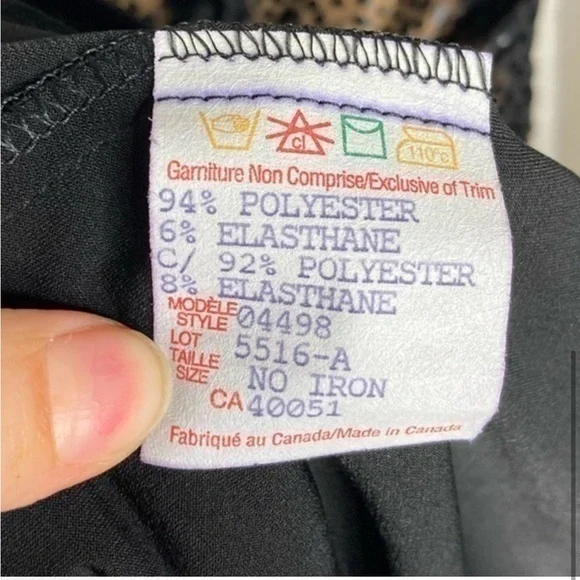 cl
110°c
Garniture Non Comprise/Exclusive of Trim
94% POLYESTER
6% ELASTHANE
C/ 92% POLYESTER
8% ELASTHANE
MODÈLE
STYLE 04498
LOT 5516-A
TAILLE
SIZE NO IRON
CA 40051
Fabriqué au Canada/Made in Canada